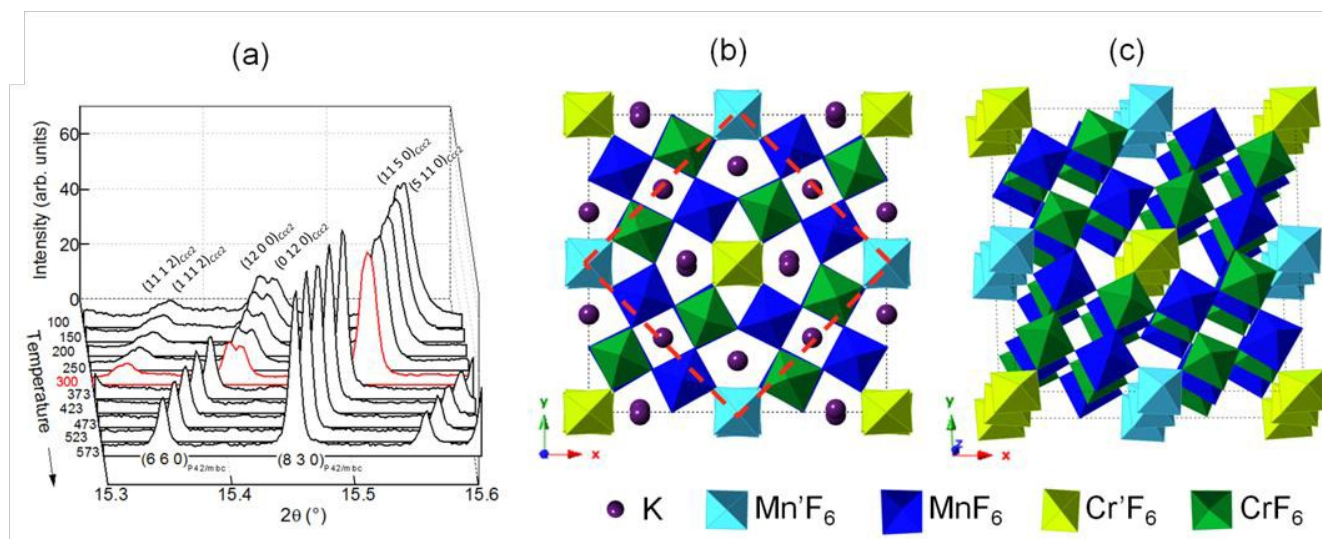 (a)
(b)
(c)
Intensity (arb. units)
60
40
20
0
(11 1 2)Ccc2
(1 11 2)Ccc2
(12 0 0)Ccc2
(0 12 0)Ccc2
(11 5 0)Ccc2
(5 11 0)Ccc2
100
150
200
250
300
373
423
473
523
573
Temperature
(6 6 0)P42/mbc
(8 3 0)P42/mbc
15.3
15.4
15.5
15.6
2θ (°)
Y
X
Y
Z
X
K
Mn'F6
MnF6
Cr'F6
CrF6